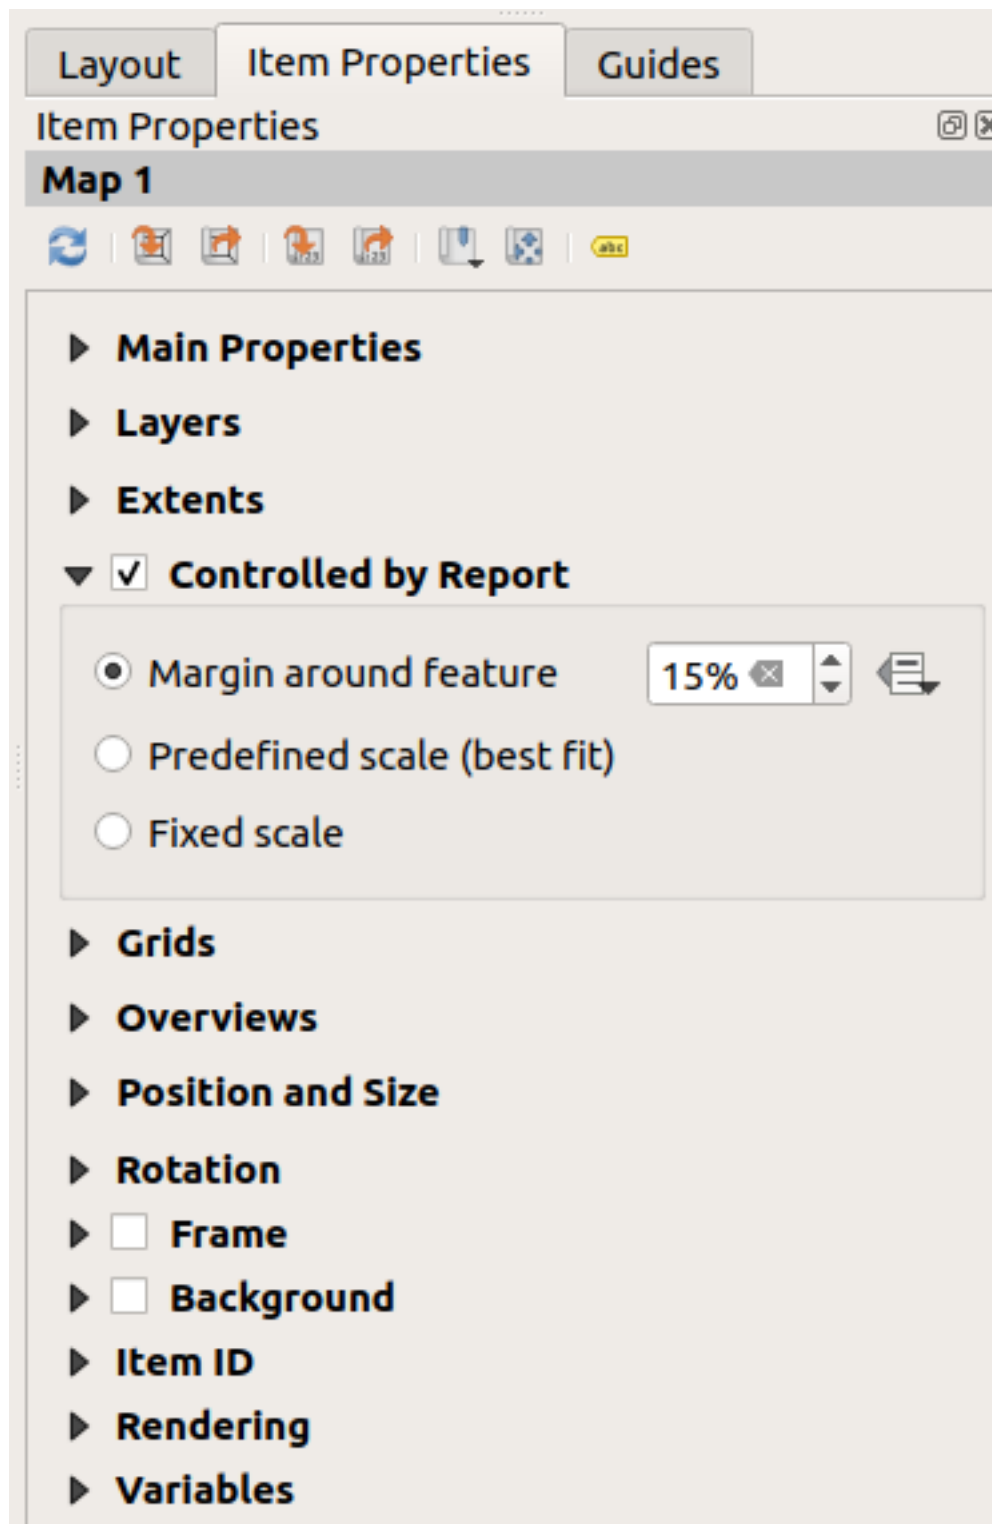 Layout Item Properties Guides
Item Properties
Map 1
abc
Main Properties
Layers
Extents
Controlled by Report
Margin around feature 15%
Predefined scale (best fit)
Fixed scale
Grids
Overviews
Position and Size
Rotation
Frame
Background
Item ID
Rendering
Variables